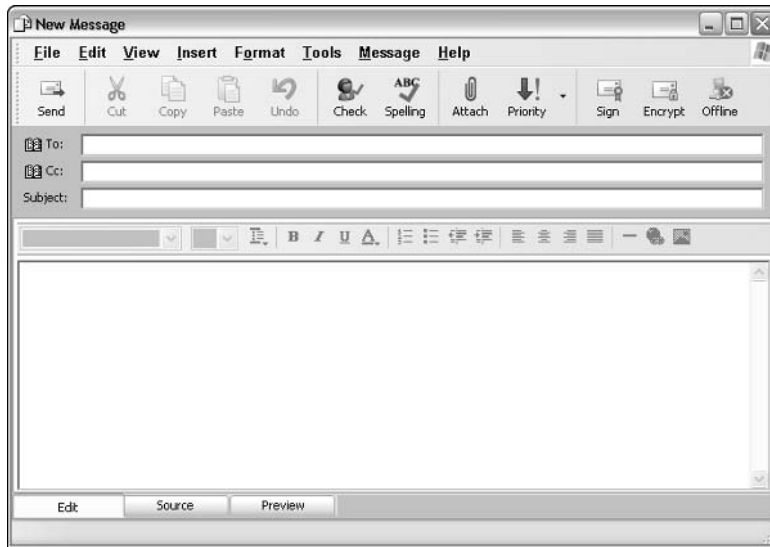 New Message
File Edit View Insert Format Tools Message Help
ABC
Send Cut Copy Paste Undo Check Spelling Attach Priority Sign Encrypt Offline
To:
Cc:
Subject:
B I U A
Edit Source Preview